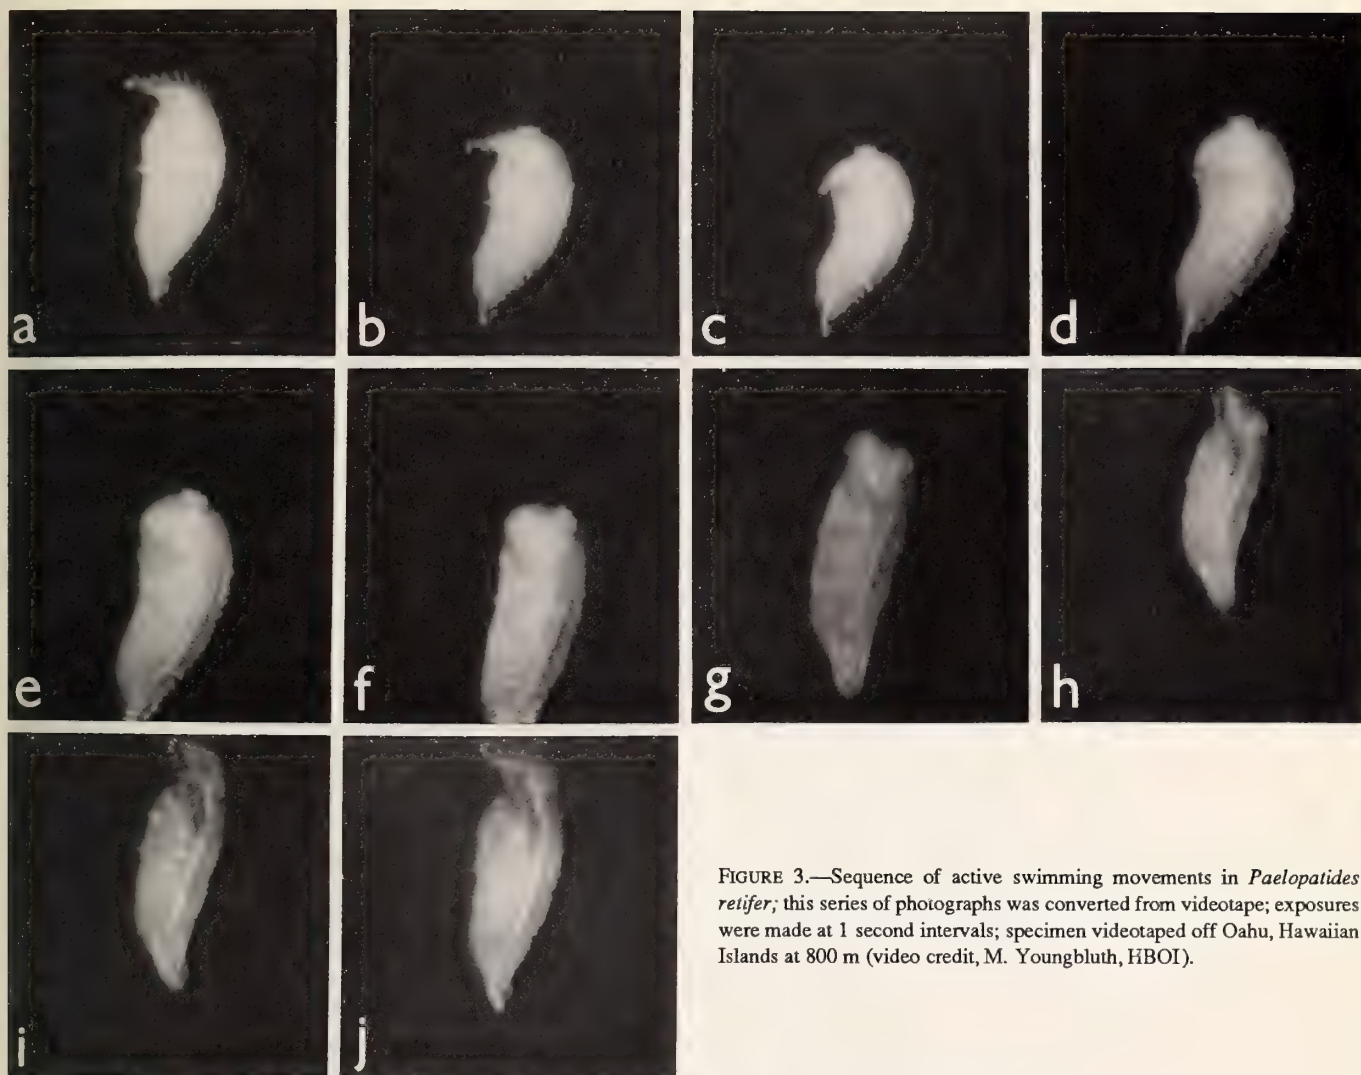 a
b
c
d
e
f
g
h
i
j
FIGURE 3.—Sequence of active swimming movements in Paelopatides
retifer; this series of photographs was converted from videotape; exposures
were made at 1 second intervals; specimen videotaped off Oahu, Hawaiian
Islands at 800 m (video credit, M. Youngbluth, HBOI).